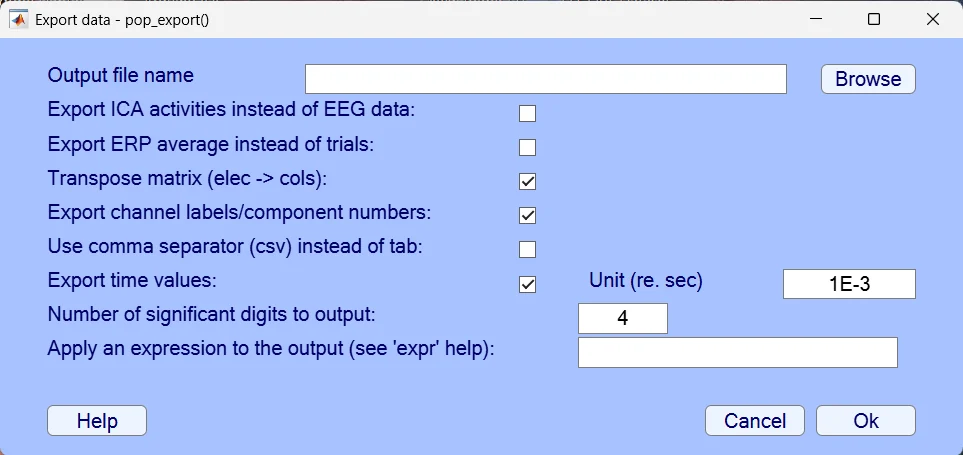 Export data - pop_export()
Output file name Browse
Export ICA activities instead of EEG data:
Export ERP average instead of trials:
Transpose matrix (elec -> cols):
Export channel labels/component numbers:
Use comma separator (csv) instead of tab:
Export time values: Unit (re. sec) 1E-3
Number of significant digits to output: 4
Apply an expression to the output (see 'expr' help):
Help Cancel Ok